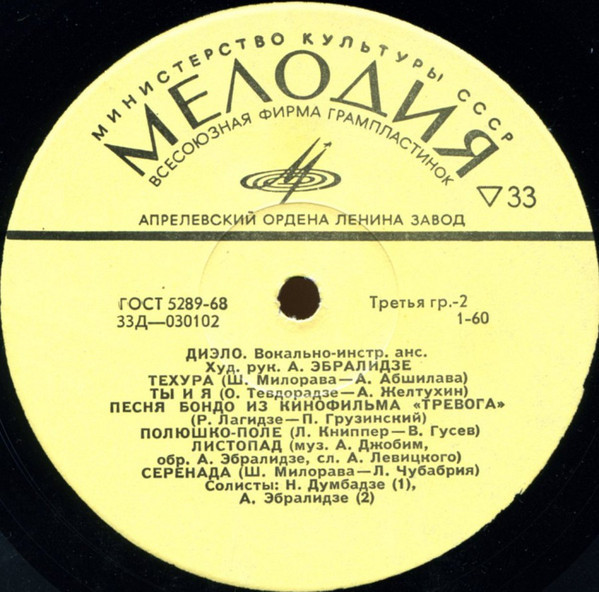 МИНИСТЕРСТВО КУЛЬТУРЫ СССР
МЕЛОДИЯ
ВСЕСОЮЗНАЯ ФИРМА ГРАМПЛАСТИНОК
▽33
АПРЕЛЕВСКИЙ ОРДЕНА ЛЕНИНА ЗАВОД
ГОСТ 5289-68
33Д—030102
Третья гр.-2
1-60
ДИЭЛО. Вокально-инстр. анс.
Худ. рук. А. ЭБРАЛИДЗЕ
ТЕХУРА (Ш. Милорава—А. Абшилава)
ТЫ И Я (О. Тевдорадзе—А. Желтухин)
ПЕСНЯ БОНДО ИЗ КИНОФИЛЬМА «ТРЕВОГА»
(Р. Лагидзе—П. Грузинский)
ПОЛЮШКО-ПОЛЕ (Л. Книппер—В. Гусев)
ЛИСТОПАД (муз. А. Джобим,
обр. А. Эбралидзе, сл. А. Левицкого)
СЕРЕНАДА (Ш. Милорава—Л. Чубабрия)
Солисты: Н. Думбадзе (1),
А. Эбралидзе (2)